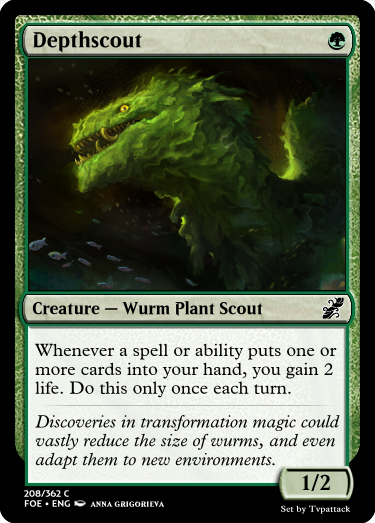 Depthscout
Creature — Wurm Plant Scout
Whenever a spell or ability puts one or
more cards into your hand, you gain 2
life. Do this only once each turn.
Discoveries in transformation magic could
vastly reduce the size of wurms, and even
adapt them to new environments.
1/2
208/362 C
FOE • ENG ANNA GRIGORIEVA
Set by Tvpattack